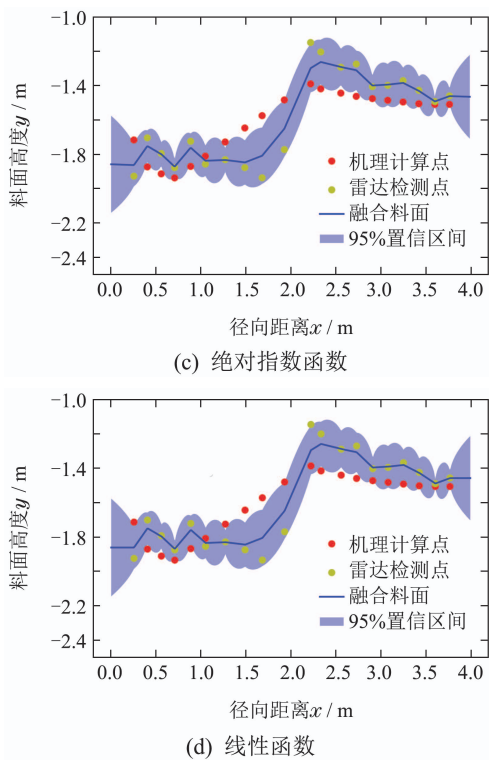 −1.0
−1.4
−1.8
−2.2
−2.4
料面高度y / m
机理计算点
雷达检测点
融合料面
95%置信区间
0.0 0.5 1.0 1.5 2.0 2.5 3.0 3.5 4.0
径向距离x / m
(c) 绝对指数函数
−1.0
−1.4
−1.8
−2.2
−2.4
料面高度y / m
机理计算点
雷达检测点
融合料面
95%置信区间
0.0 0.5 1.0 1.5 2.0 2.5 3.0 3.5 4.0
径向距离x / m
(d) 线性函数